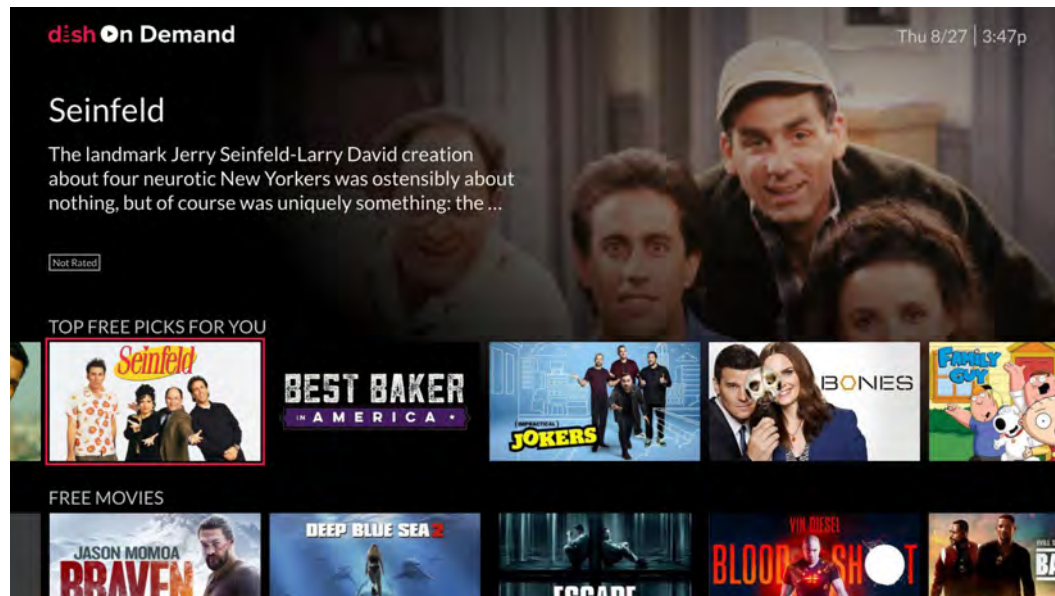 dish On Demand
Thu 8/27 | 3:47p
Seinfeld
The landmark Jerry Seinfeld-Larry David creation
about four neurotic New Yorkers was ostensibly about
nothing, but of course was uniquely something: the ...
Not Rated
TOP FREE PICKS FOR YOU
Seinfeld
BEST BAKER
IN AMERICA
(IMPRACTICAL)
JOKERS
BONES
FAMILY
GUY
FREE MOVIES
JASON MOMOA
BRAVEN
DEEP BLUE SEA 2
ESCAPE
VIN DIESEL
BLOODSHOT
BA